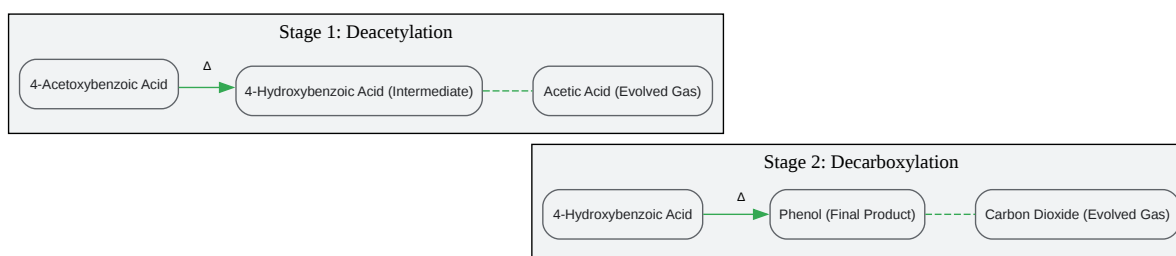 Stage 1: Deacetylation
Δ
4-Acetoxybenzoic Acid
4-Hydroxybenzoic Acid (Intermediate)
Acetic Acid (Evolved Gas)
Stage 2: Decarboxylation
Δ
4-Hydroxybenzoic Acid
Phenol (Final Product)
Carbon Dioxide (Evolved Gas)